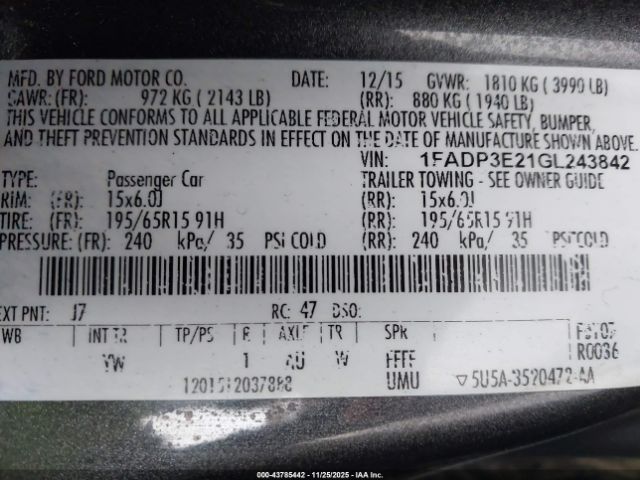 MFD. BY FORD MOTOR CO. DATE: 12/15 GVWR: 1810 KG ( 3990 LB)
GAWR: (FR): 972 KG ( 2143 LB) (RR): 880 KG ( 1940 LB)
THIS VEHICLE CONFORMS TO ALL APPLICABLE FEDERAL MOTOR VEHICLE SAFETY, BUMPER,
AND THEFT PREVENTION STANDARDS IN EFFECT ON THE DATE OF MANUFACTURE SHOWN ABOVE.
VIN: 1FADP3E21GL243842
TYPE: Passenger Car TRAILER TOWING - SEE OWNER GUIDE
RIM: (FR): 15x6.0J (RR): 15x6.0J
TIRE: (FR): 195/65R15 91H (RR): 195/65R15 91H
PRESSURE: (FR): 240 kPa/ 35 PSI COLD (RR): 240 kPa/ 35 PSI COLD
EXT PNT: J7 RC: 47 DSO:
WB INT TR TP/PS R AXLE TR SPR
YW 1 AU W FFFF R0036
UMU
000-43785442 - 11/25/2025 - IAA Inc.